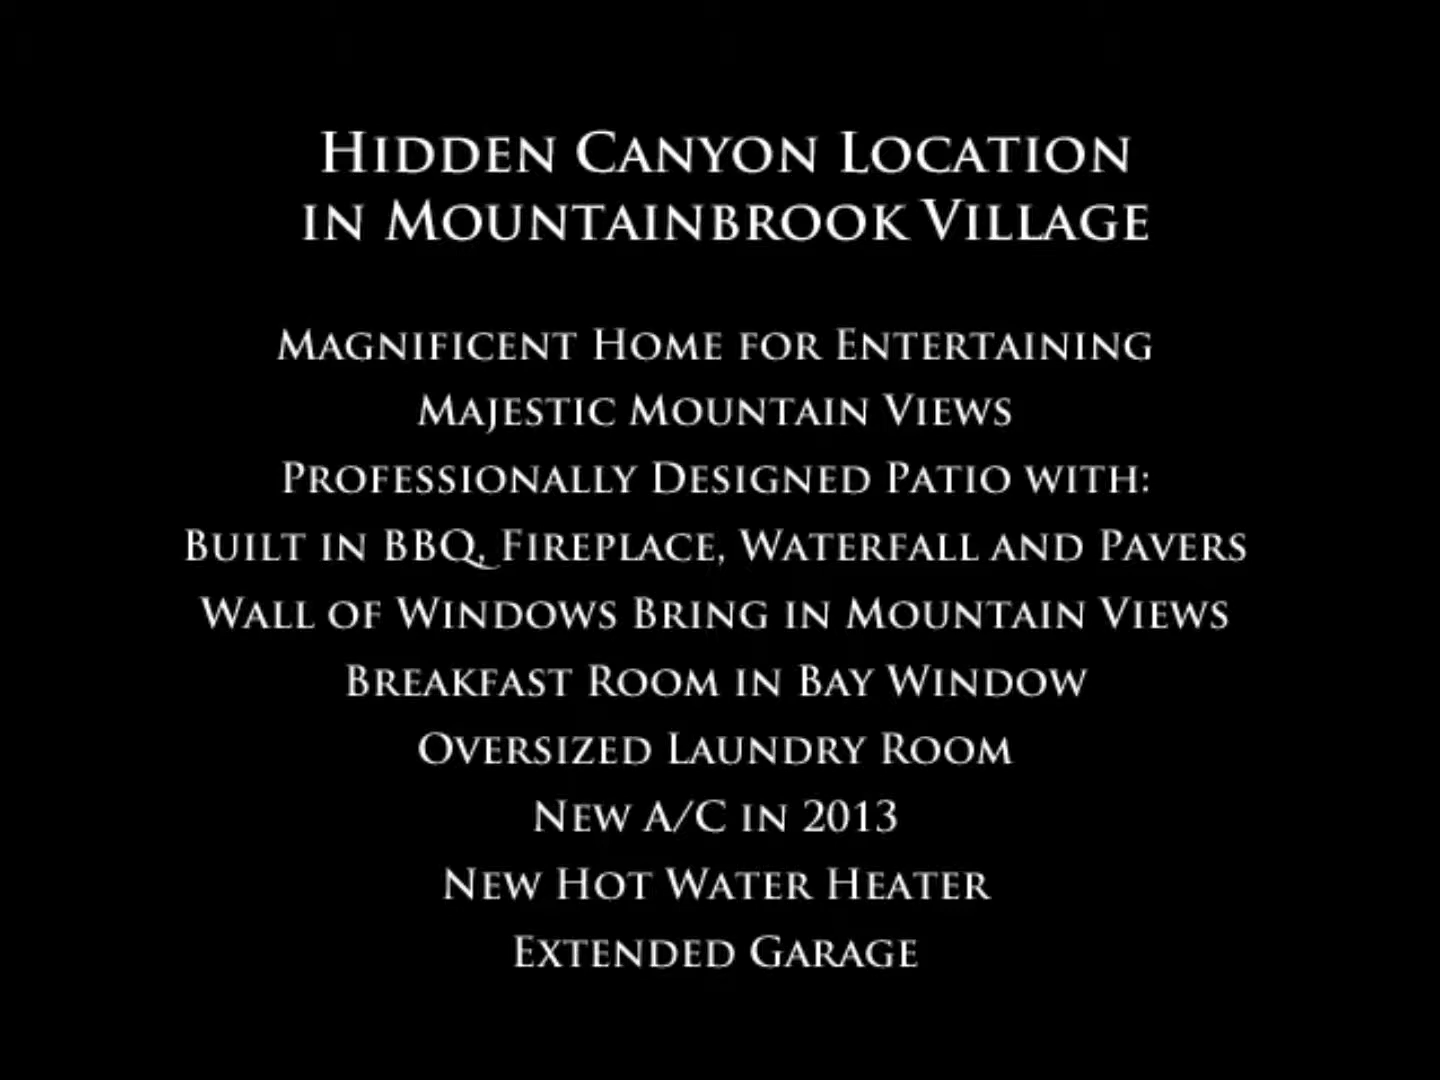 Hidden Canyon Location
in Mountainbrook Village
Magnificent Home for Entertaining
Majestic Mountain Views
Professionally Designed Patio with:
Built in BBQ, Fireplace, Waterfall and Pavers
Wall of Windows Bring in Mountain Views
Breakfast Room in Bay Window
Oversized Laundry Room
New A/C in 2013
New Hot Water Heater
Extended Garage